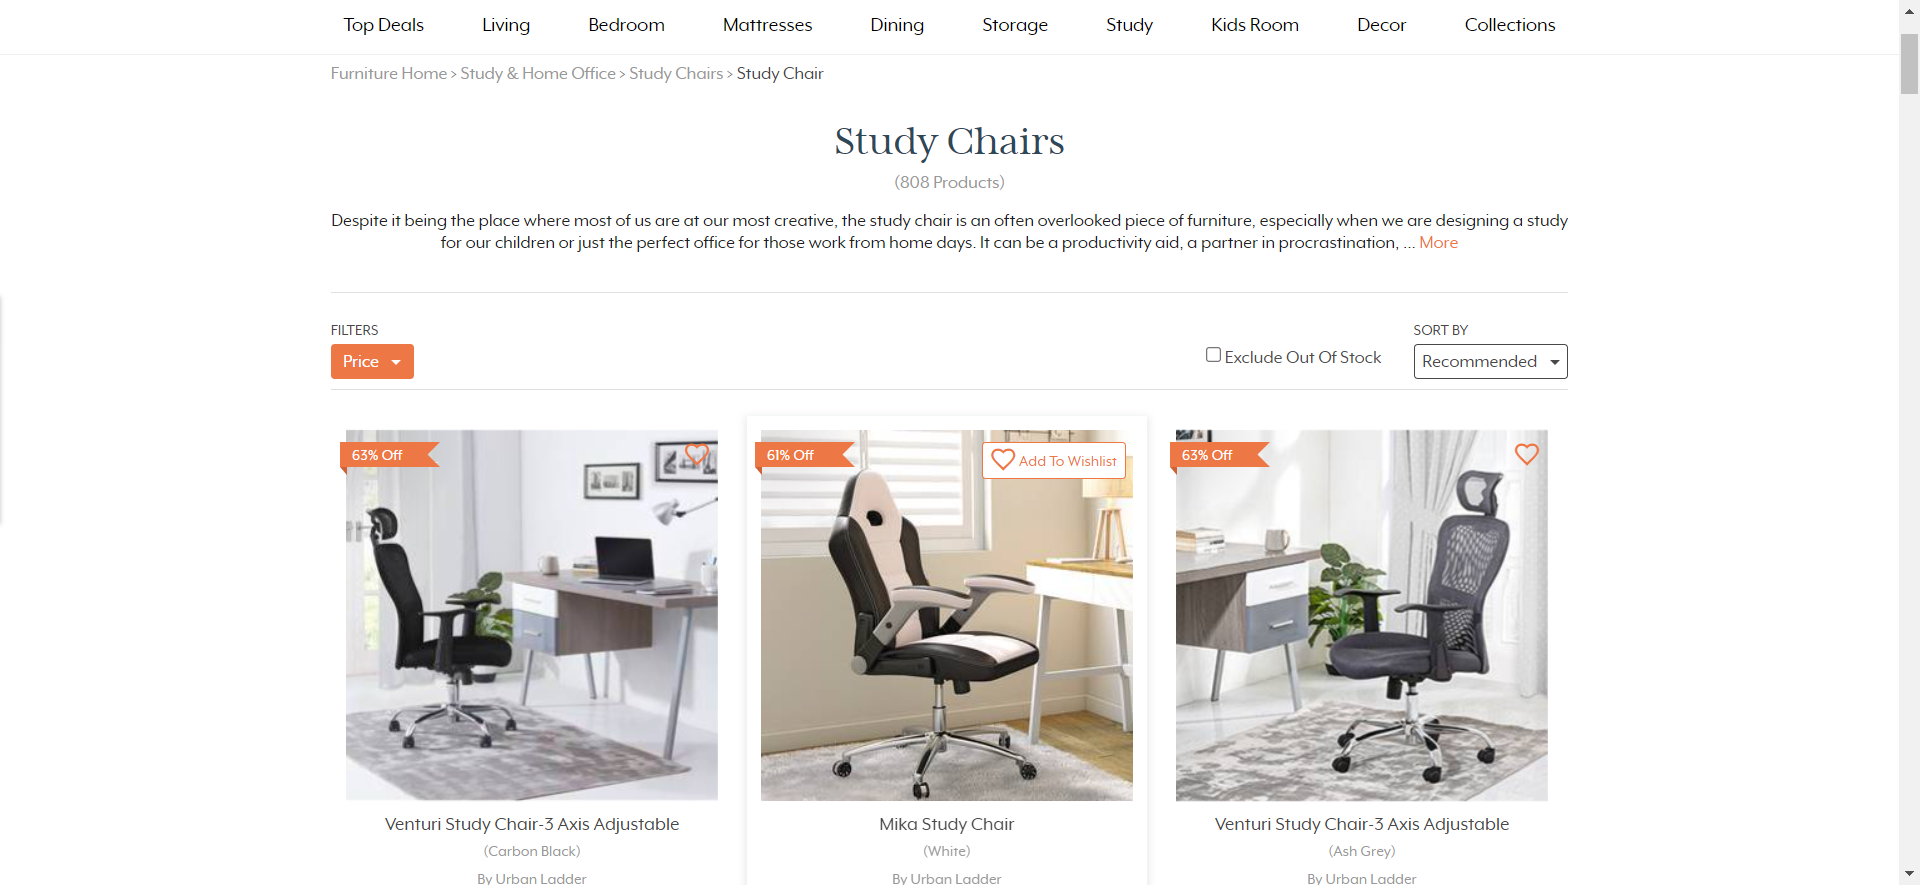 Top Deals Living Bedroom Mattresses Dining Storage Study Kids Room Decor Collections
Furniture Home > Study & Home Office > Study Chairs > Study Chair
Study Chairs
(808 Products)
Despite it being the place where most of us are at our most creative, the study chair is an often overlooked piece of furniture, especially when we are designing a study
for our children or just the perfect office for those work from home days. It can be a productivity aid, a partner in procrastination, ... More
FILTERS
Price
Exclude Out Of Stock
SORT BY
Recommended
63% Off
61% Off
Add To Wishlist
63% Off
Venturi Study Chair-3 Axis Adjustable
(Carbon Black)
By Urban Ladder
Mika Study Chair
(White)
By Urban Ladder
Venturi Study Chair-3 Axis Adjustable
(Ash Grey)
By Urban Ladder